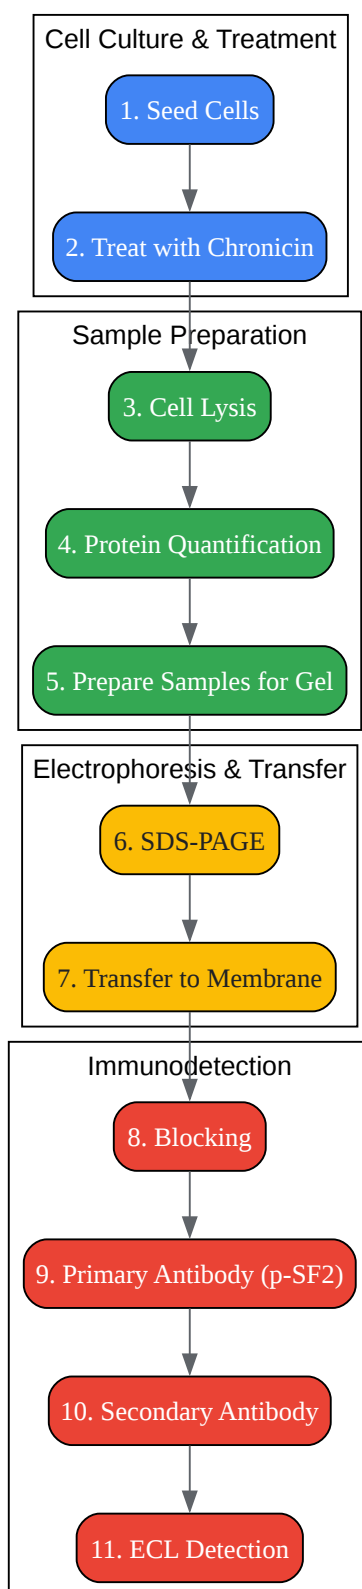 Cell Culture & Treatment
1. Seed Cells
2. Treat with Chronicin
Sample Preparation
3. Cell Lysis
4. Protein Quantification
5. Prepare Samples for Gel
Electrophoresis & Transfer
6. SDS-PAGE
7. Transfer to Membrane
Immunodetection
8. Blocking
9. Primary Antibody (p-SF2)
10. Secondary Antibody
11. ECL Detection